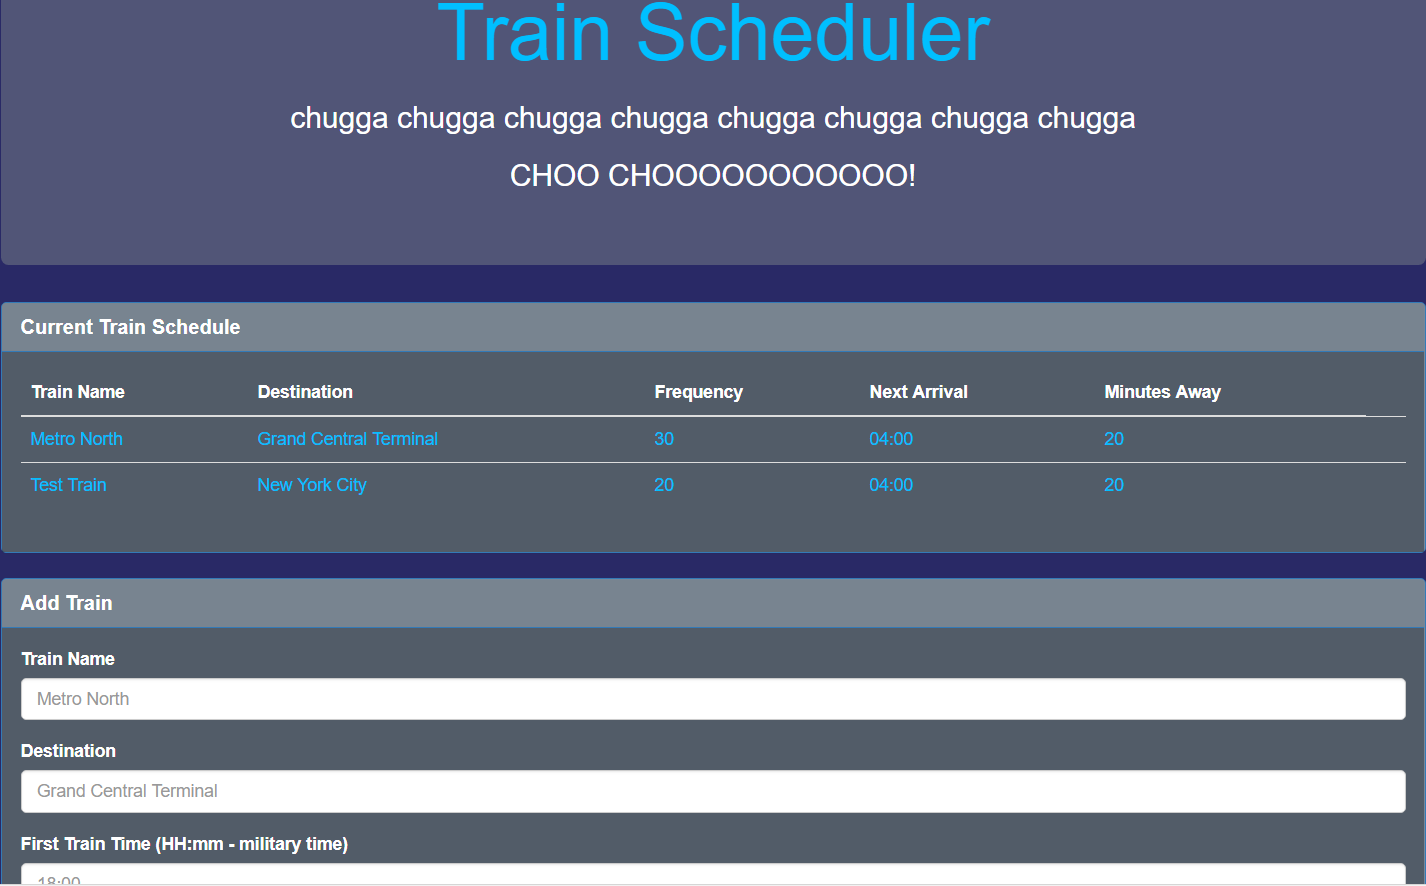 Train Scheduler
chugga chugga chugga chugga chugga chugga chugga chugga
CHOO CHOOOOOOOOOOO!
Current Train Schedule
Train Name Destination Frequency Next Arrival Minutes Away
Metro North Grand Central Terminal 30 04:00 20
Test Train New York City 20 04:00 20
Add Train
Train Name
Metro North
Destination
Grand Central Terminal
First Train Time (HH:mm - military time)
18:00